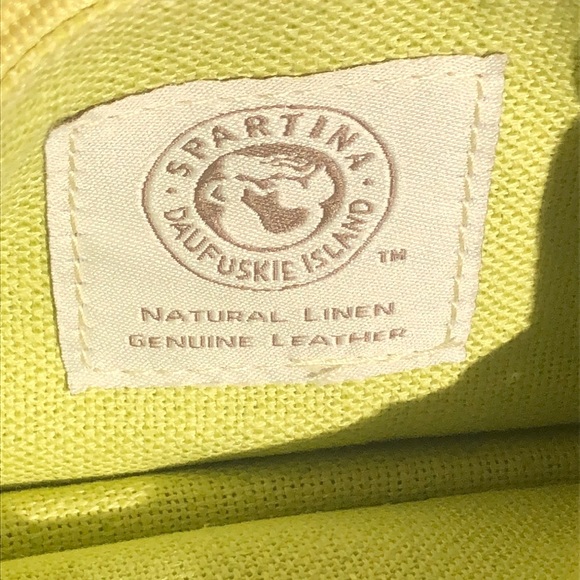 SPARTINA
DAUFUSKIE ISLAND
TM
NATURAL LINEN
GENUINE LEATHER